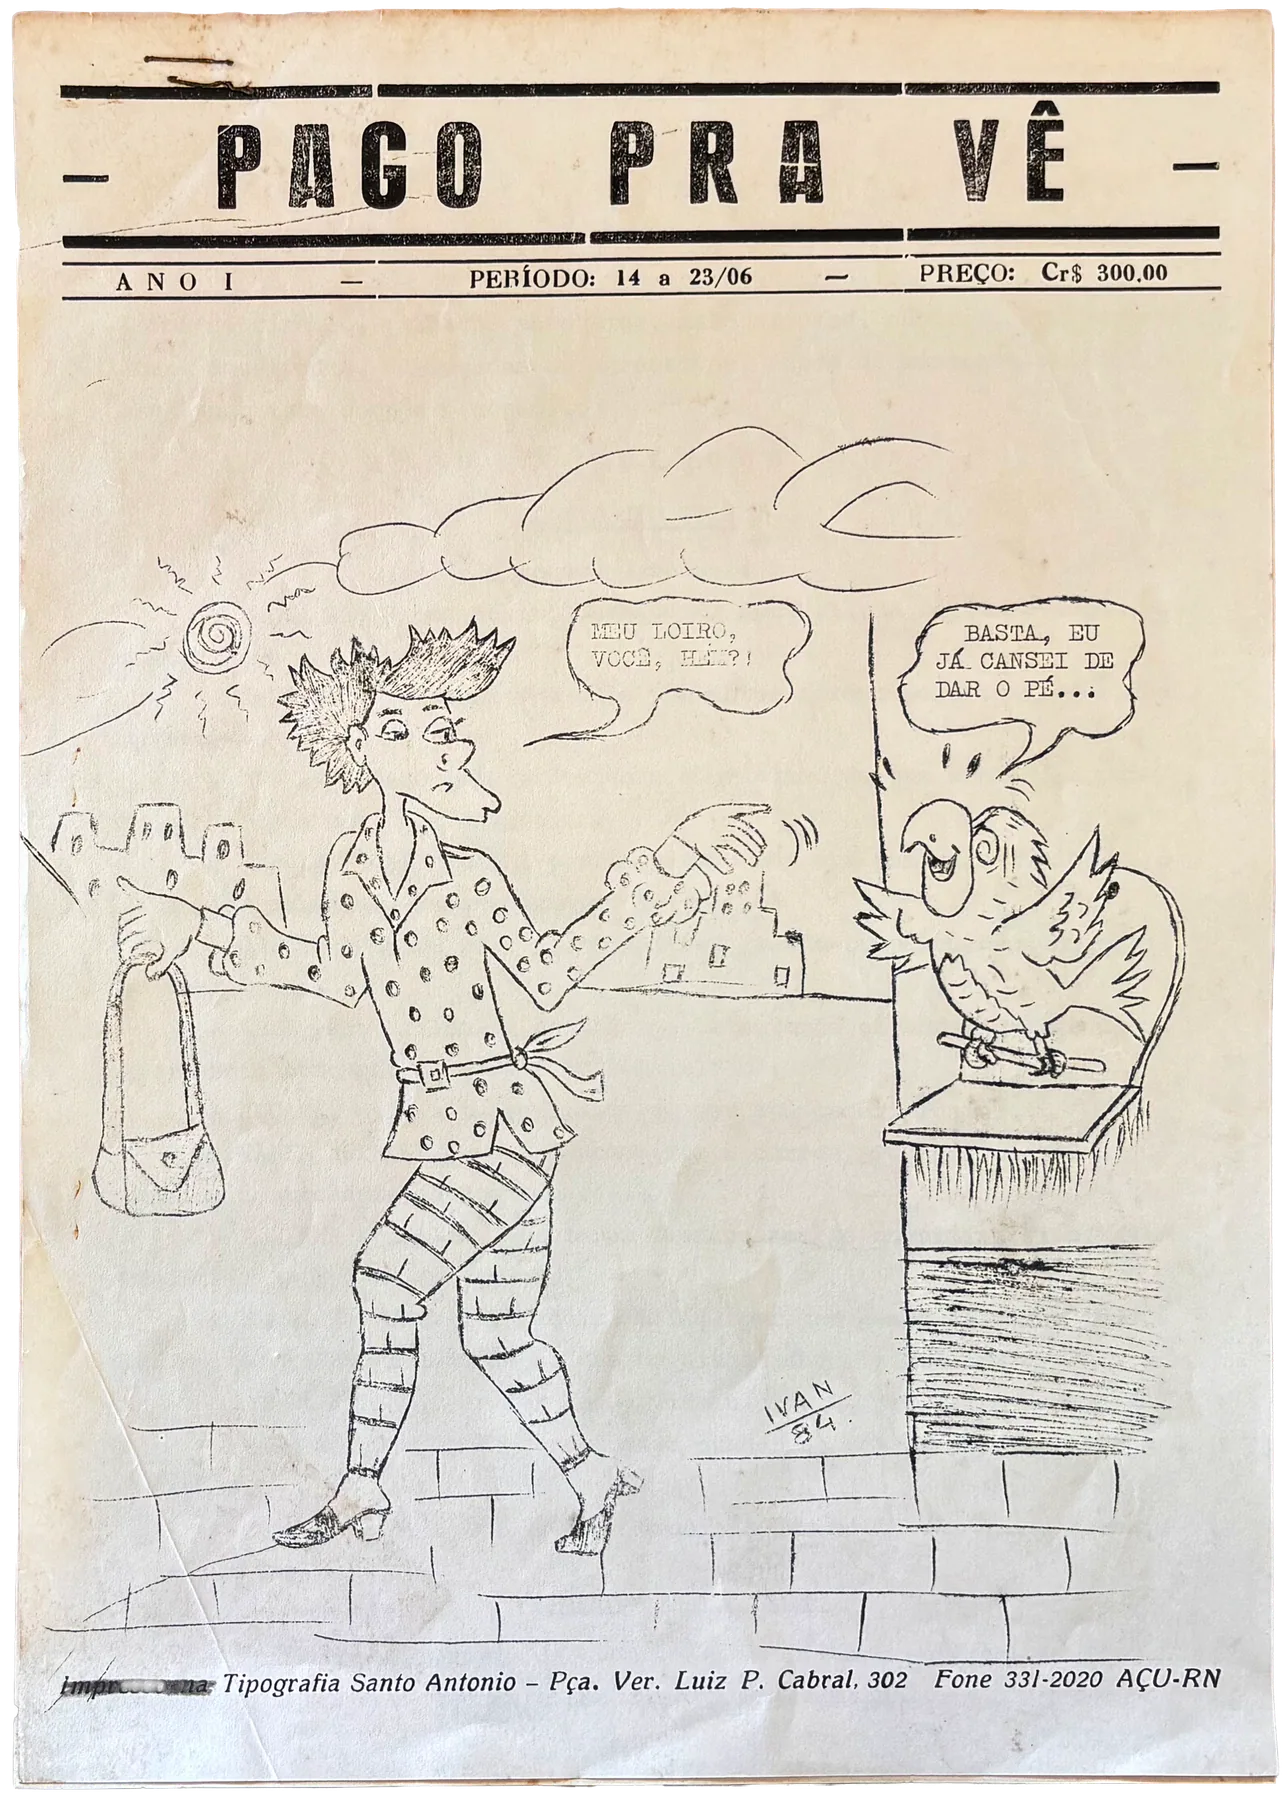 - PAGO PRA VÊ -
ANO I — PERÍODO: 14 a 23/06 — PREÇO: Cr$ 300,00
MEU LOIRO,
VOCÊ, HÉM?!
BASTA, EU
JÁ CANSEI DE
DAR O PÉ...
IVAN
84.
Tipografia Santo Antonio - Pça. Ver. Luiz P. Cabral, 302 Fone 331-2020 AÇU-RN